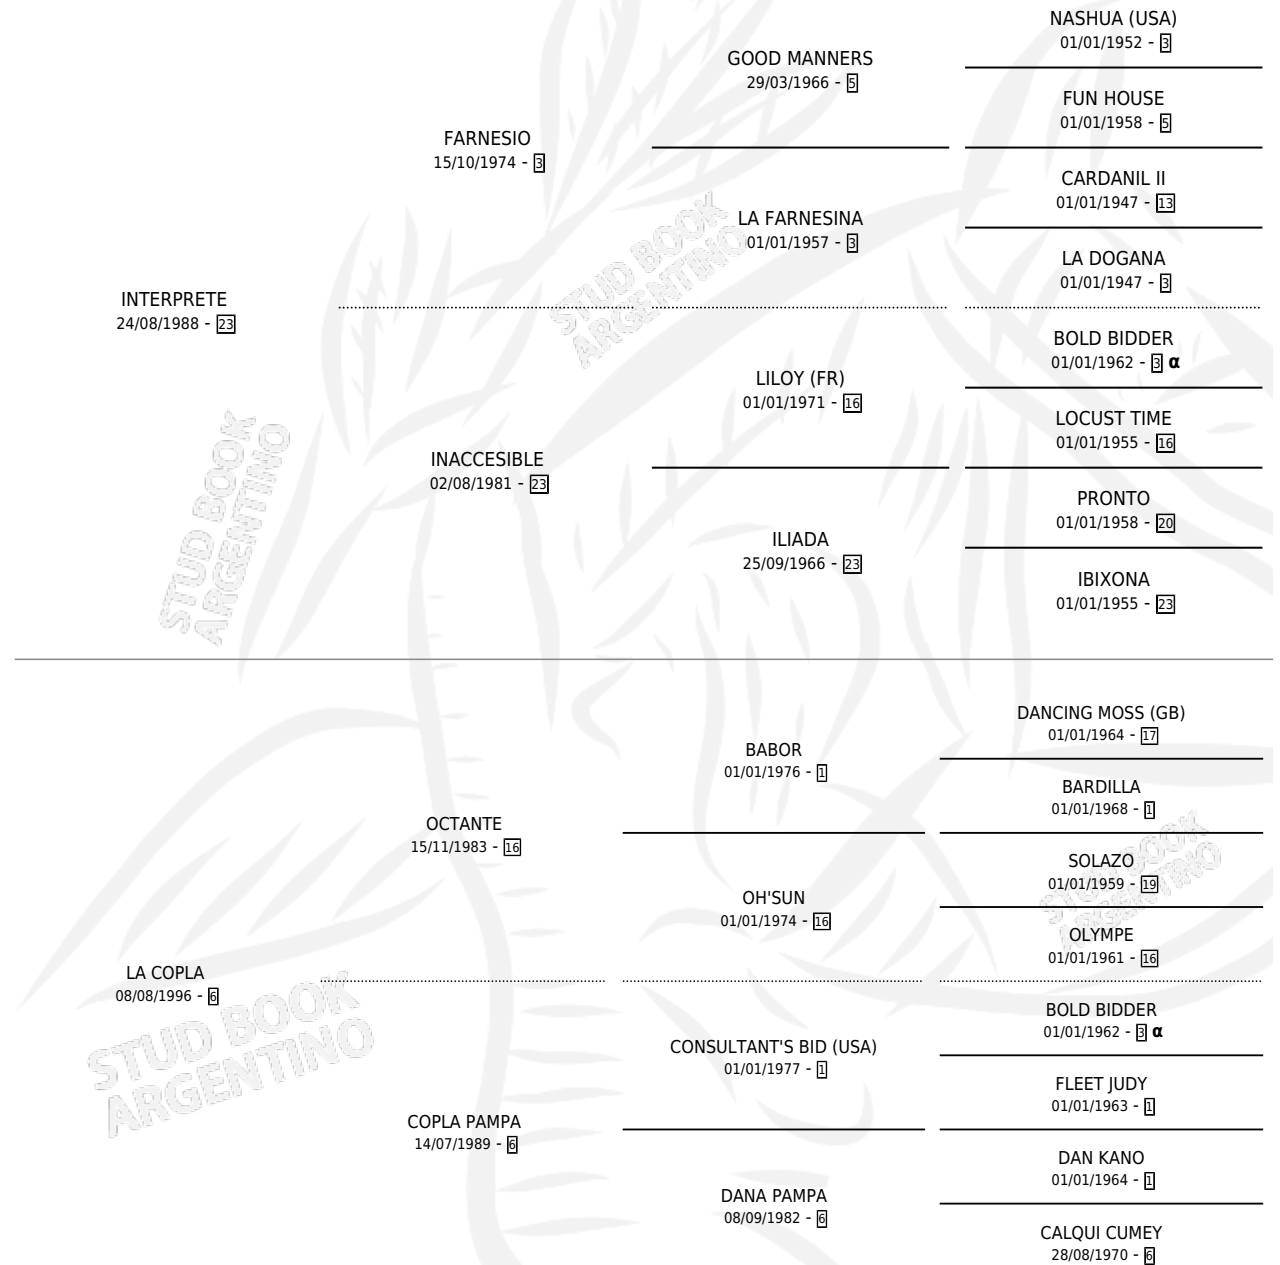 NASHUA (USA)
01/01/1952 - 3
GOOD MANNERS
29/03/1966 - 5
FUN HOUSE
01/01/1958 - 5
FARNESIO
15/10/1974 - 3
CARDANIL II
01/01/1947 - 13
LA FARNESINA
01/01/1957 - 3
LA DOGANA
01/01/1947 - 3
INTERPRETE
24/08/1988 - 23
BOLD BIDDER
01/01/1962 - 3 α
LILOY (FR)
01/01/1971 - 16
LOCUST TIME
01/01/1955 - 16
INACCESIBLE
02/08/1981 - 23
PRONTO
01/01/1958 - 20
ILIADA
25/09/1966 - 23
IBIXONA
01/01/1955 - 23
DANCING MOSS (GB)
01/01/1964 - 17
BABOR
01/01/1976 - 1
BARDILLA
01/01/1968 - 1
OCTANTE
15/11/1983 - 16
SOLAZO
01/01/1959 - 19
OH'SUN
01/01/1974 - 16
OLYMPE
01/01/1961 - 16
LA COPLA
08/08/1996 - 6
BOLD BIDDER
01/01/1962 - 3 α
CONSULTANT'S BID (USA)
01/01/1977 - 1
FLEET JUDY
01/01/1963 - 1
COPLA PAMPA
14/07/1989 - 6
DAN KANO
01/01/1964 - 1
DANA PAMPA
08/09/1982 - 6
CALQUI CUMEY
28/08/1970 - 6
STUD BOOK
ARGENTINO
STUD BOOK
ARGENTINO
STUD BOOK
ARGENTINO
STUD BOOK
ARGENTINO